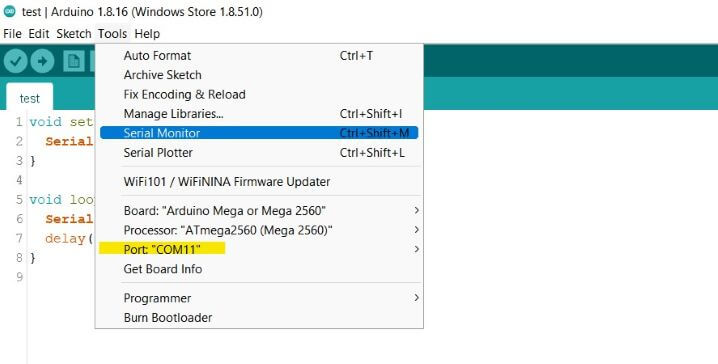 test | Arduino 1.8.16 (Windows Store 1.8.51.0)
File Edit Sketch Tools Help
Auto Format Ctrl+T
Archive Sketch
Fix Encoding & Reload
Manage Libraries... Ctrl+Shift+I
Serial Monitor Ctrl+Shift+M
Serial Plotter Ctrl+Shift+L
WiFi101 / WiFiNINA Firmware Updater
Board: "Arduino Mega or Mega 2560"
Processor: "ATmega2560 (Mega 2560)"
Port: "COM11"
Get Board Info
Programmer
Burn Bootloader
test
1 void set
2 Serial
3 }
4
5 void loo
6 Serial
7 delay(
8 }
9